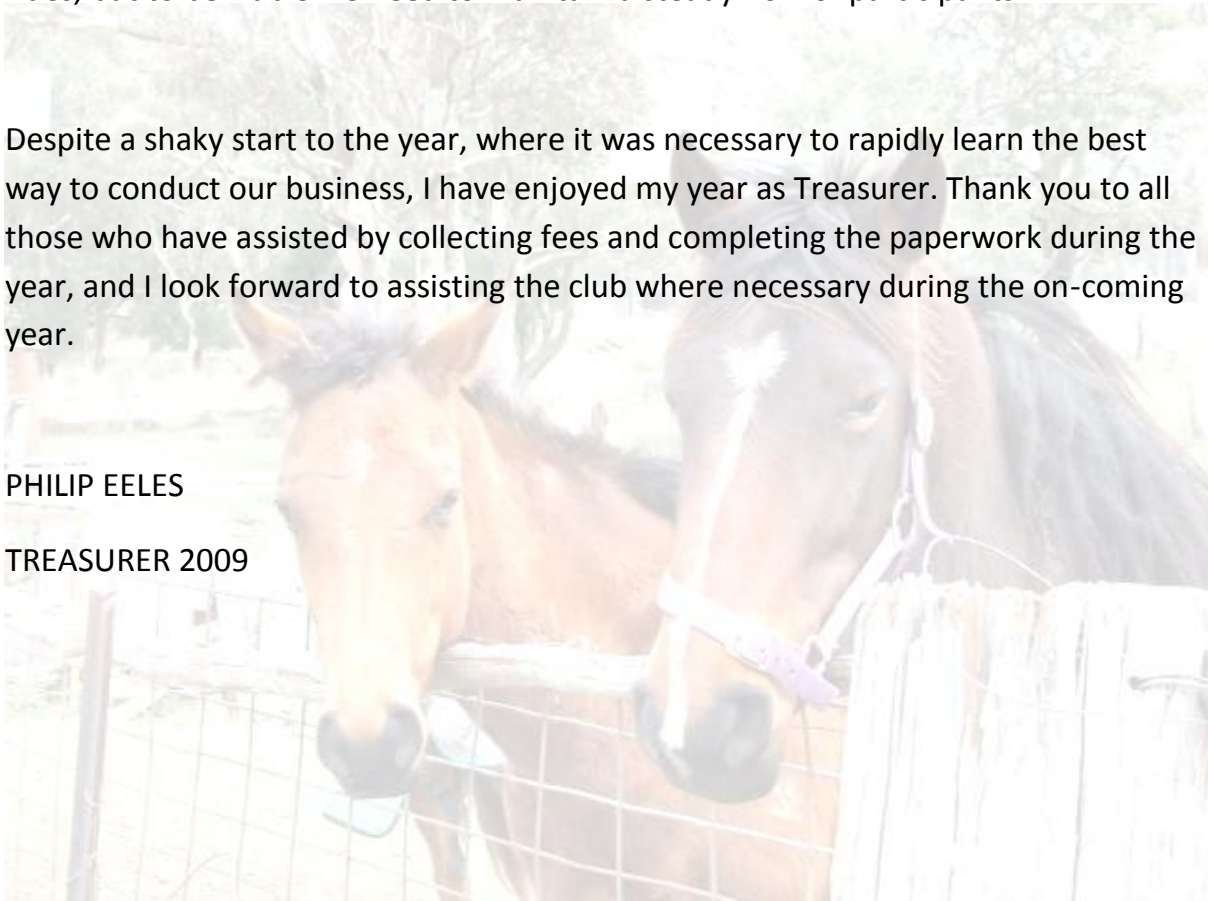 Despite a shaky start to the year, where it was necessary to rapidly learn the best
way to conduct our business, I have enjoyed my year as Treasurer. Thank you to all
those who have assisted by collecting fees and completing the paperwork during the
year, and I look forward to assisting the club where necessary during the on-coming
year.
PHILIP EELES
TREASURER 2009